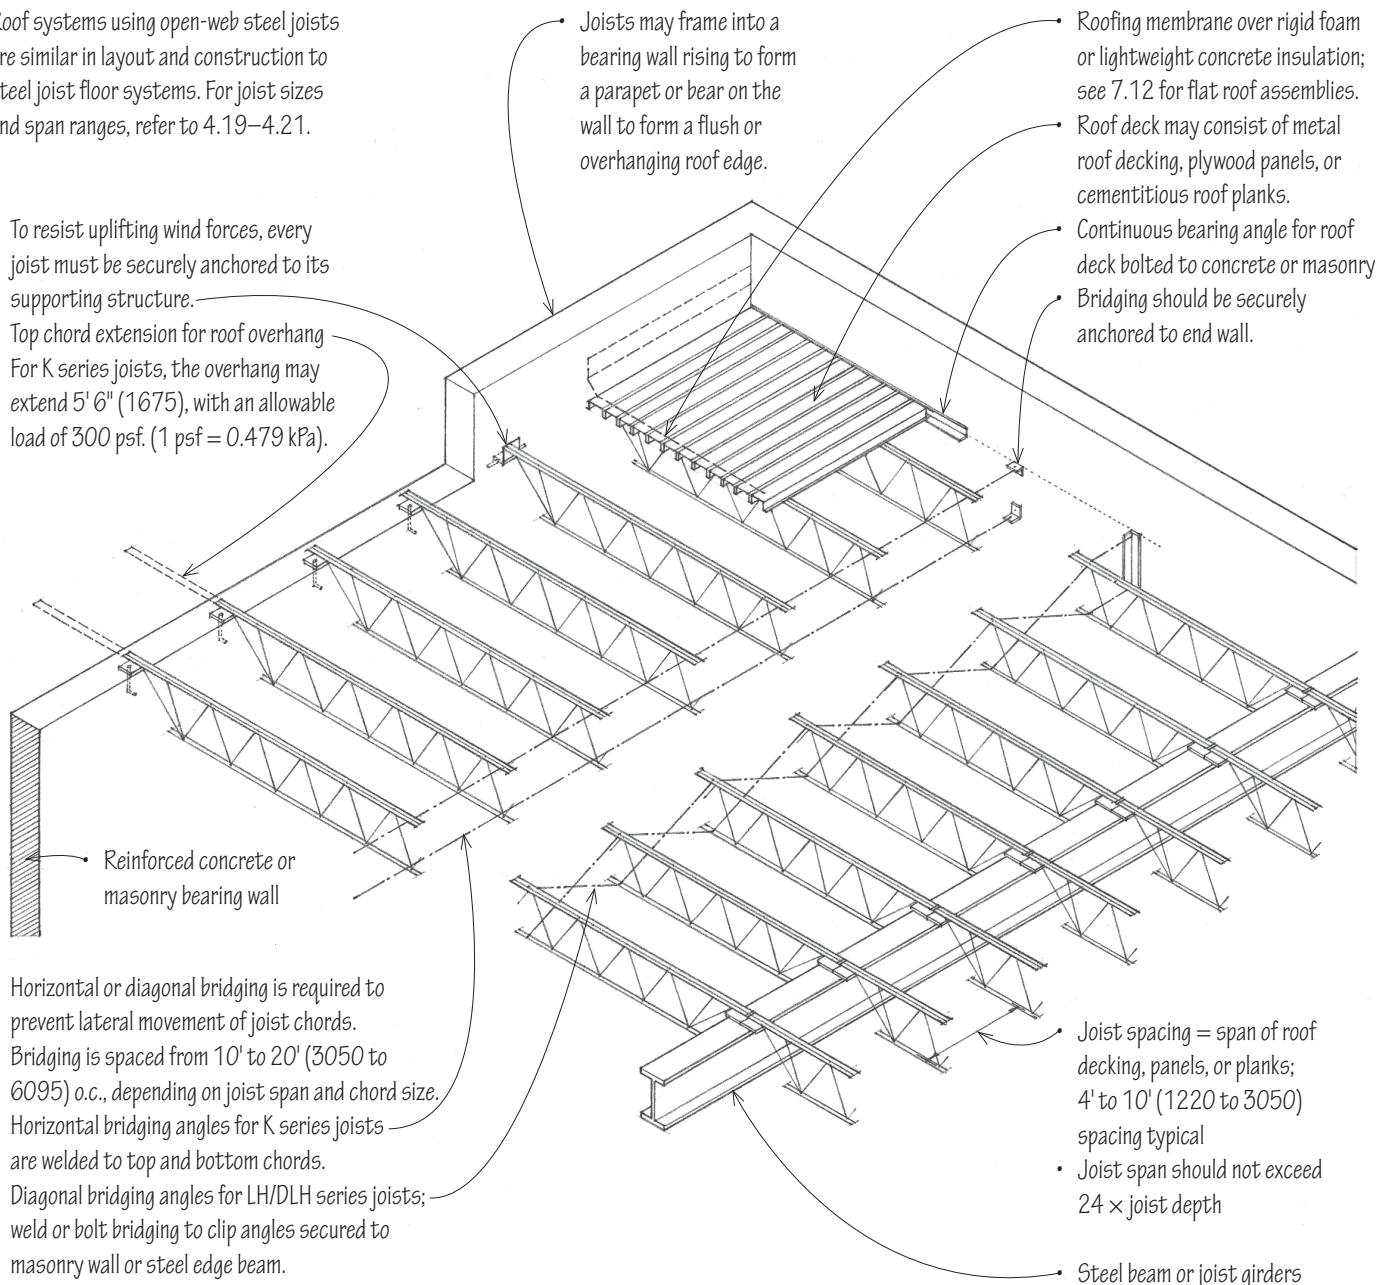 Roof systems using open-web steel joists
are similar in layout and construction to
steel joist floor systems. For joist sizes
and span ranges, refer to 4.19–4.21.
To resist uplifting wind forces, every
joist must be securely anchored to its
supporting structure.
Top chord extension for roof overhang
For K series joists, the overhang may
extend 5' 6" (1675), with an allowable
load of 300 psf. (1 psf = 0.479 kPa).
Reinforced concrete or
masonry bearing wall
Horizontal or diagonal bridging is required to
prevent lateral movement of joist chords.
Bridging is spaced from 10' to 20' (3050 to
6095) o.c., depending on joist span and chord size.
Horizontal bridging angles for K series joists
are welded to top and bottom chords.
Diagonal bridging angles for LH/DLH series joists;
weld or bolt bridging to clip angles secured to
masonry wall or steel edge beam.
• Joists may frame into a
bearing wall rising to form
a parapet or bear on the
wall to form a flush or
overhanging roof edge.
• Roofing membrane over rigid foam
or lightweight concrete insulation;
see 7.12 for flat roof assemblies.
• Roof deck may consist of metal
roof decking, plywood panels, or
cementitious roof planks.
• Continuous bearing angle for roof
deck bolted to concrete or masonry
• Bridging should be securely
anchored to end wall.
• Joist spacing = span of roof
decking, panels, or planks;
4' to 10' (1220 to 3050)
spacing typical
• Joist span should not exceed
24 × joist depth
• Steel beam or joist girders